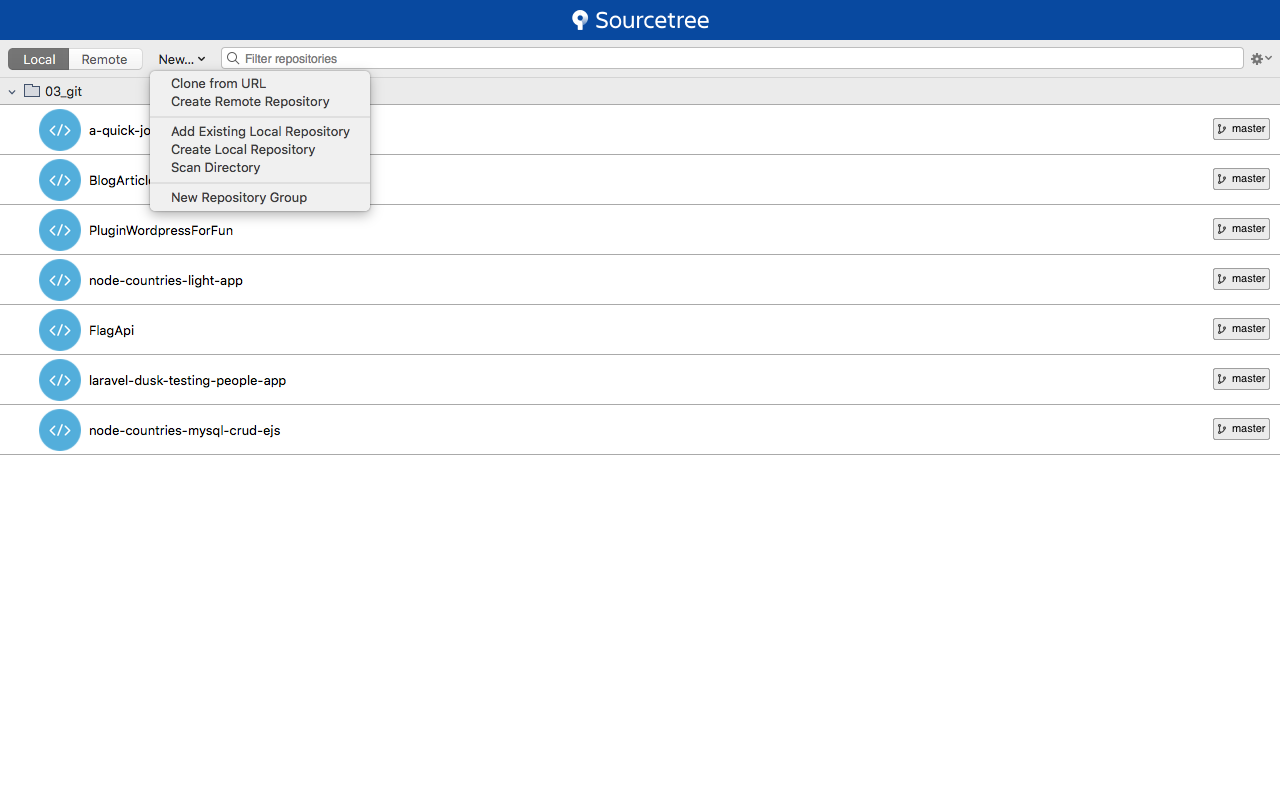 Sourcetree
Local Remote New... Filter repositories
Clone from URL
Create Remote Repository
Add Existing Local Repository
Create Local Repository
Scan Directory
New Repository Group
03_git
</> a-quick-jo master
</> BlogArticle master
</> PluginWordpressForFun master
</> node-countries-light-app master
</> FlagApi master
</> laravel-dusk-testing-people-app master
</> node-countries-mysql-crud-ejs master